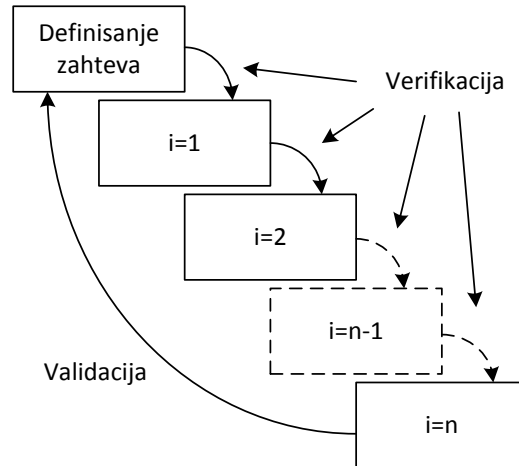 Definisanje
zahteva
Verifikacija
i=1
i=2
i=n-1
Validacija
i=n